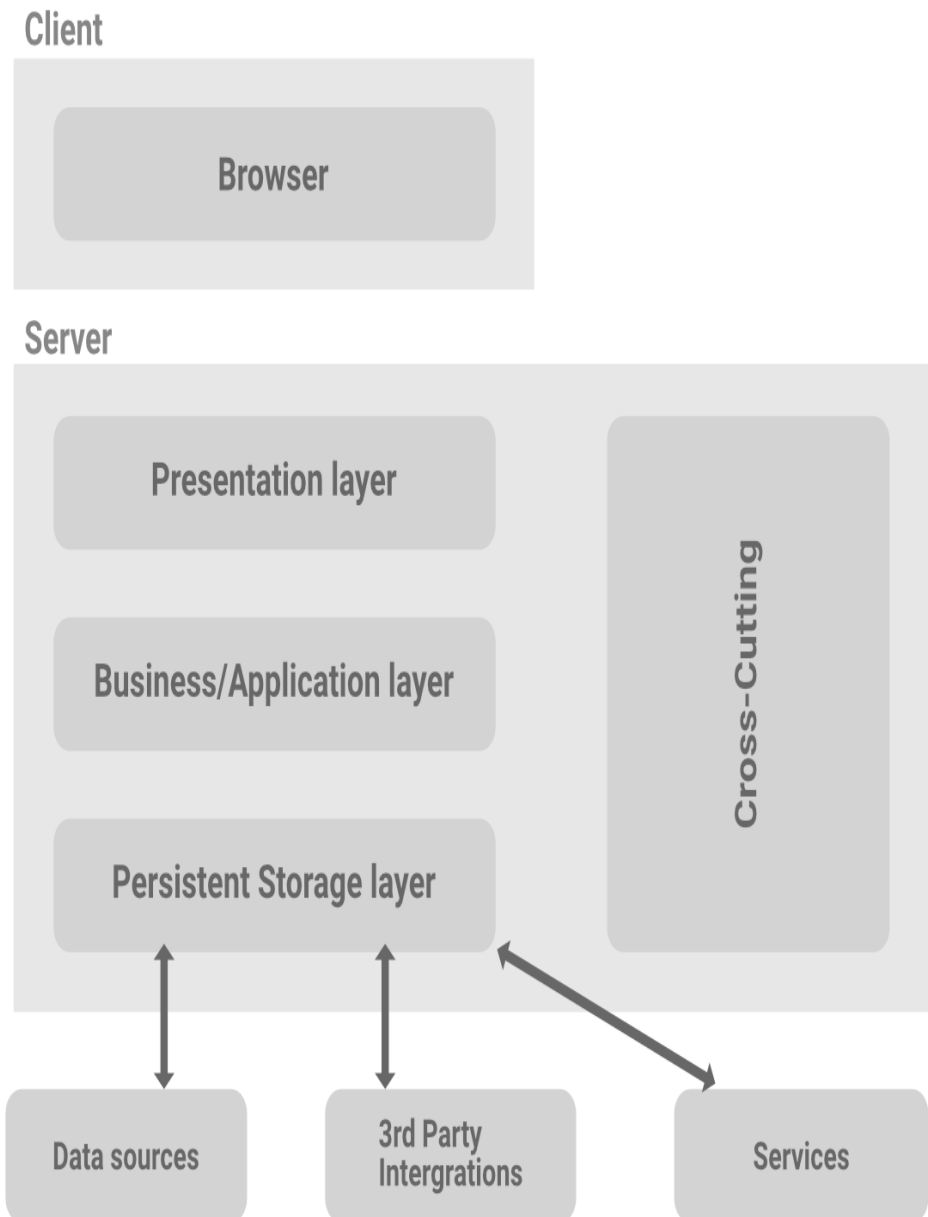 Client
Browser
Server
Presentation layer
Cross-Cutting
Business/Application layer
Persistent Storage layer
Data sources
3rd Party
Intergrations
Services